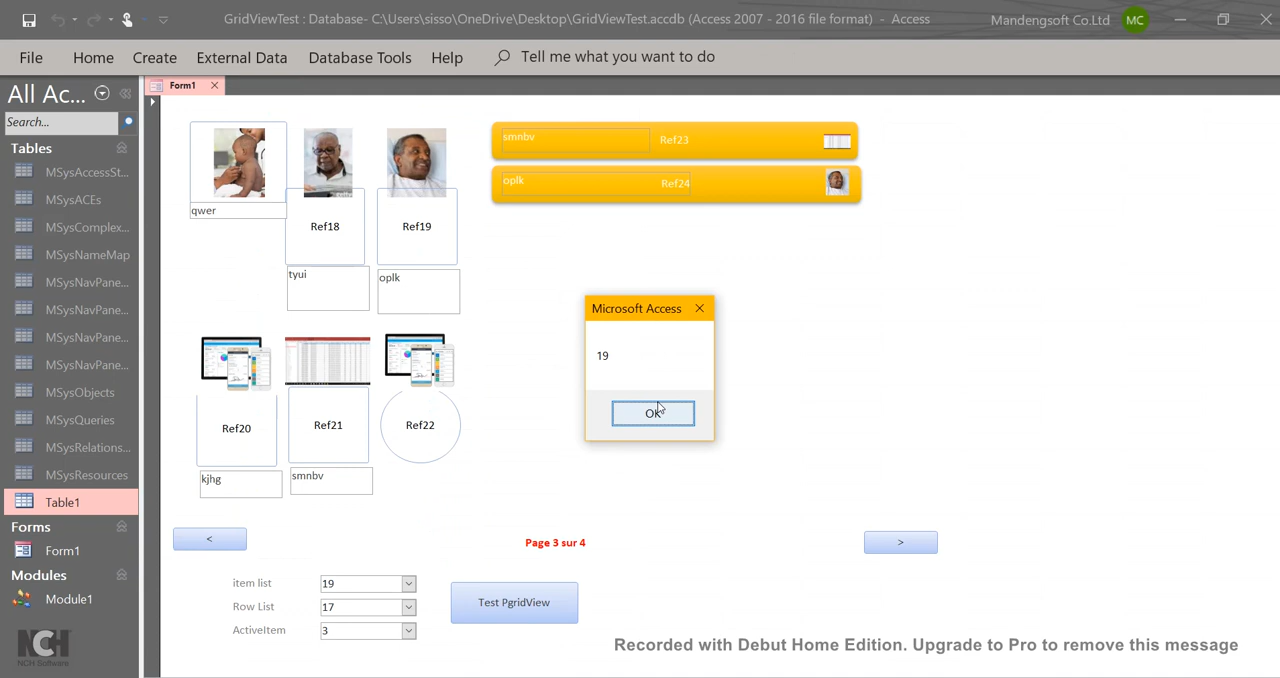 GridViewTest : Database- C:\Users\sisso\OneDrive\Desktop\GridViewTest.accdb (Access 2007 - 2016 file format) - Access
Mandengsoft Co.Ltd
MC
File
Home
Create
External Data
Database Tools
Help
Tell me what you want to do
All Ac...
Search...
Tables
MSysAccessSt...
MSysACEs
MSysComplex...
MSysNameMap
MSysNavPane...
MSysNavPane...
MSysNavPane...
MSysNavPane...
MSysObjects
MSysQueries
MSysRelations...
MSysResources
Table1
Forms
Form1
Modules
Module1
NCH
NCH Software
Form1
qwer
Ref18
Ref19
tyui
oplk
Ref20
Ref21
Ref22
kjhg
smnbv
smnbv
Ref23
oplk
Ref24
Microsoft Access
19
OK
<
Page 3 sur 4
>
item list
19
Row List
17
ActiveItem
3
Test PgridView
Recorded with Debut Home Edition. Upgrade to Pro to remove this message